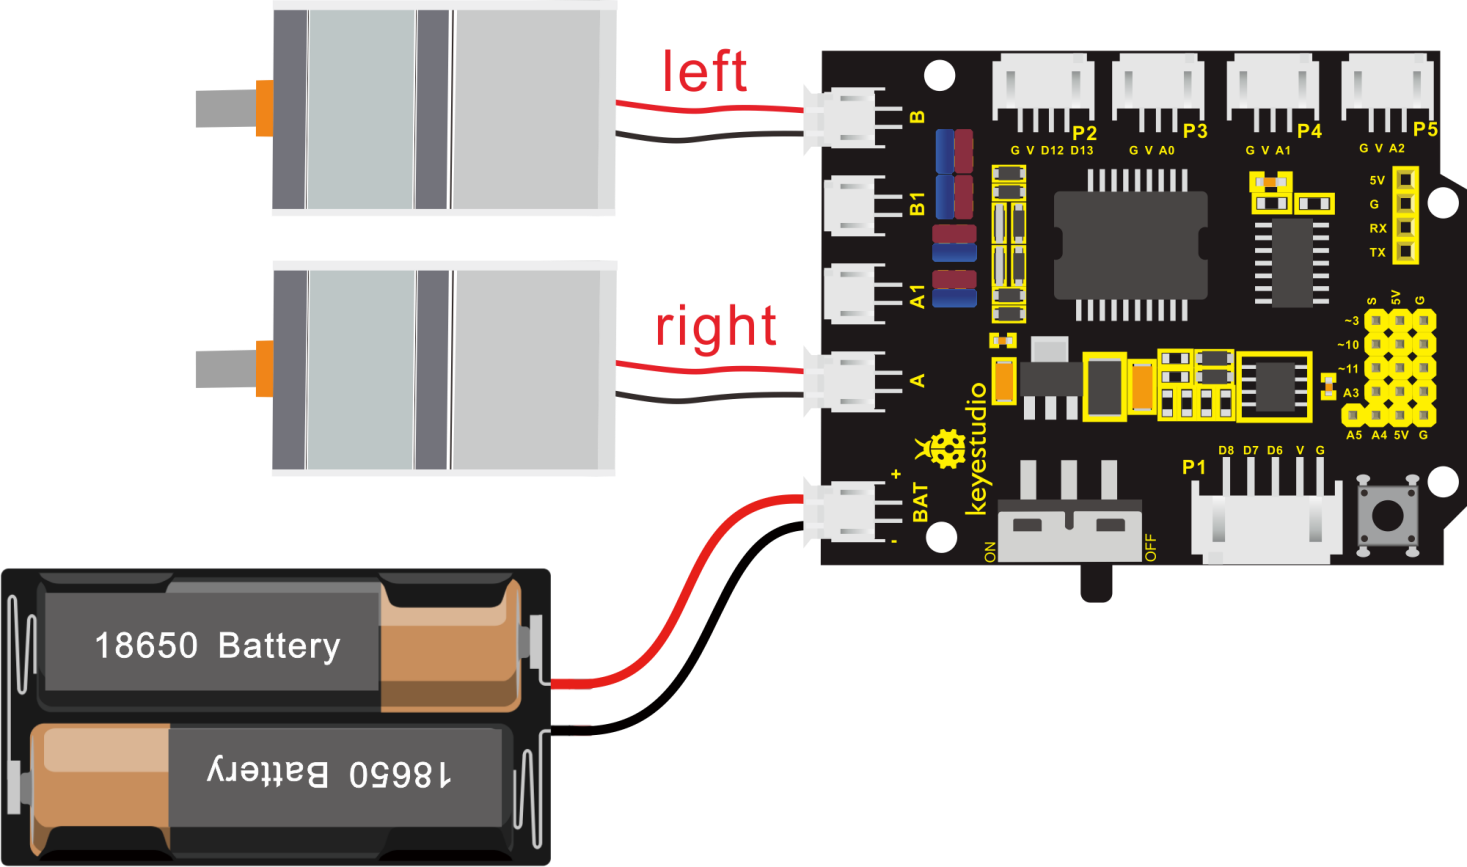 left
B
P2
P3
P4
P5
G V D12 D13
G V A0
G V A1
G V A2
5V
G
RX
TX
B1
A1
right
A
S 5V G
~3
~10
~11
A3
A5 A4 5V G
keyestudio
+
BAT
-
ON
OFF
P1
D8 D7 D6 V G
18650 Battery
18650 Battery